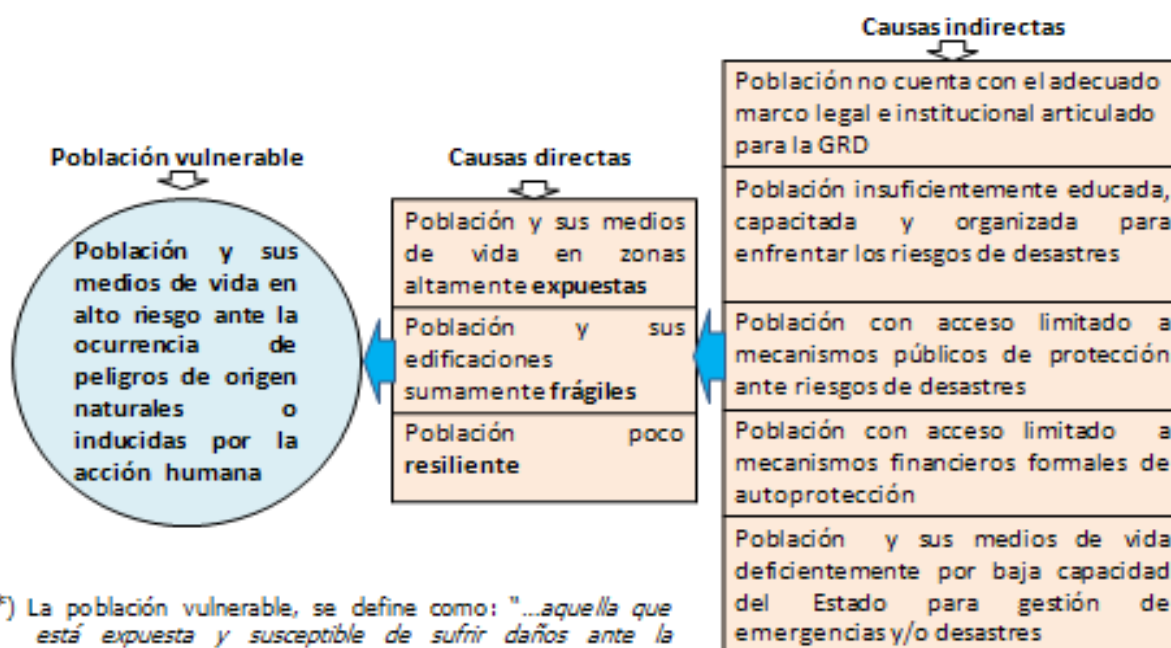 Población vulnerable
Población y sus
medios de vida en
alto riesgo ante la
ocurrencia de
peligros de origen
naturales o
inducidas por la
acción humana
Causas directas
Población y sus medios
de vida en zonas
altamente expuestas
Población y sus
edificaciones
sumamente frágiles
Población poco
resiliente
Causas indirectas
Población no cuenta con el adecuado
marco legal e institucional articulado
para la GRD
Población insuficientemente educada,
capacitada y organizada para
enfrentar los riesgos de desastres
Población con acceso limitado a
mecanismos públicos de protección
ante riesgos de desastres
Población con acceso limitado a
mecanismos financieros formales de
autoprotección
Población y sus medios de vida
deficientemente por baja capacidad
del Estado para gestión de
emergencias y/o desastres
*) La población vulnerable, se define como: "...aquella que
está expuesta y susceptible de sufrir daños ante la